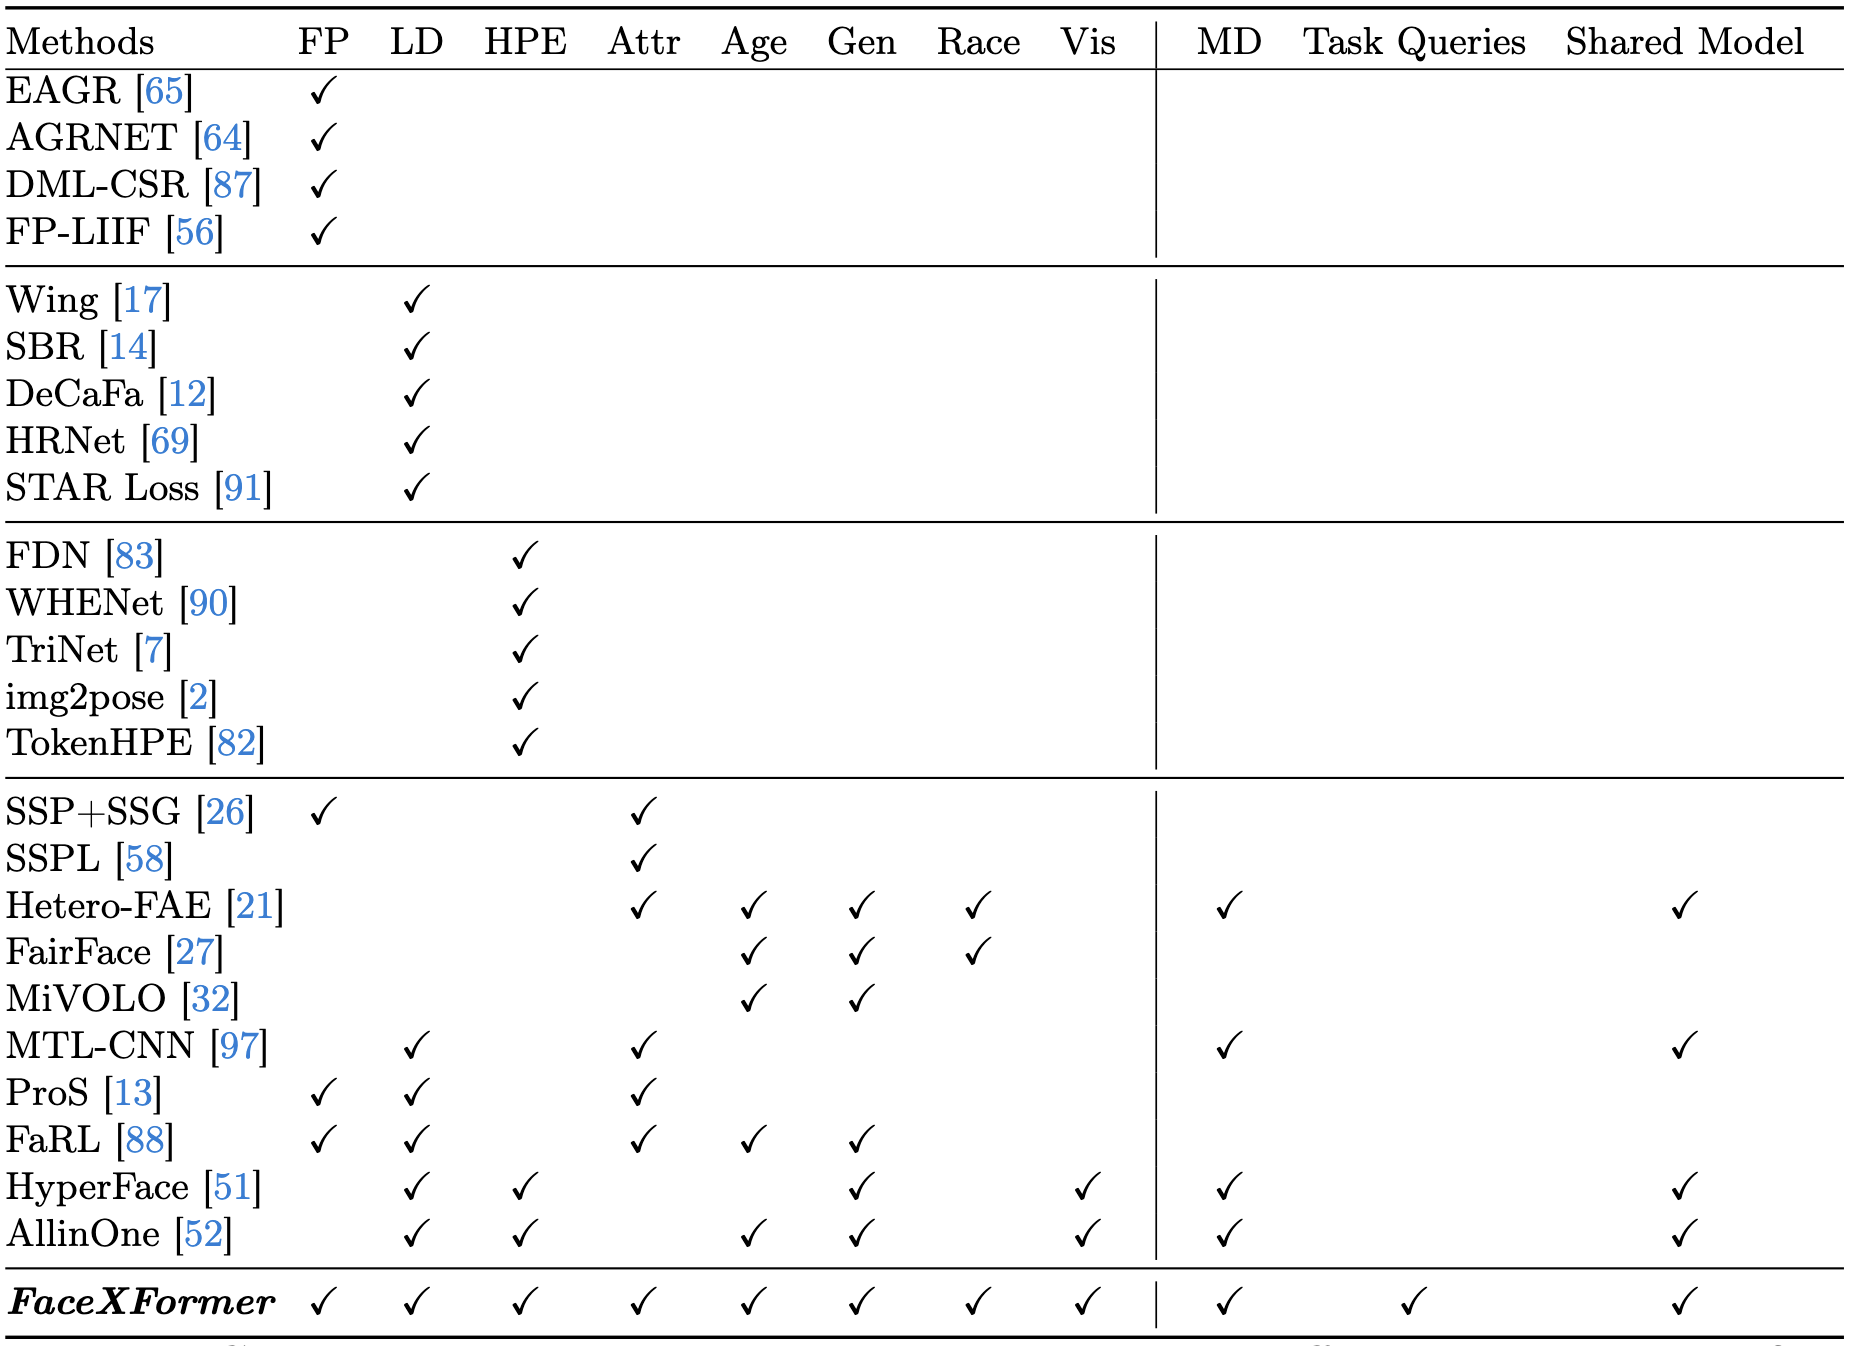 Methods FP LD HPE Attr Age Gen Race Vis MD Task Queries Shared Model
EAGR [65] ✓
AGRNET [64] ✓
DML-CSR [87] ✓
FP-LIIF [56] ✓
Wing [17] ✓
SBR [14] ✓
DeCaFa [12] ✓
HRNet [69] ✓
STAR Loss [91] ✓
FDN [83] ✓
WHENet [90] ✓
TriNet [7] ✓
img2pose [2] ✓
TokenHPE [82] ✓
SSP+SSG [26] ✓ ✓
SSPL [58] ✓
Hetero-FAE [21] ✓ ✓ ✓ ✓ ✓ ✓
FairFace [27] ✓ ✓ ✓
MiVOLO [32] ✓ ✓
MTL-CNN [97] ✓ ✓ ✓ ✓
ProS [13] ✓ ✓ ✓
FaRL [88] ✓ ✓ ✓ ✓ ✓
HyperFace [51] ✓ ✓ ✓ ✓ ✓ ✓
AllinOne [52] ✓ ✓ ✓ ✓ ✓ ✓ ✓
FaceXFormer ✓ ✓ ✓ ✓ ✓ ✓ ✓ ✓ ✓ ✓ ✓